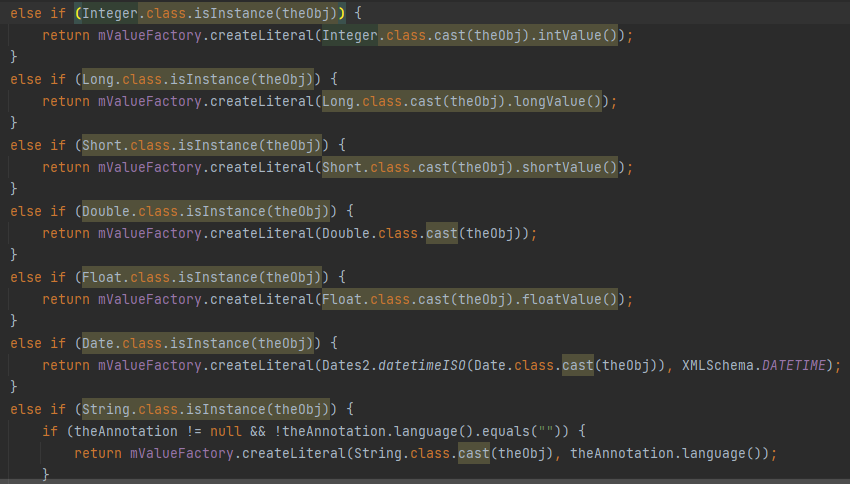 else if (Integer.class.isInstance(theObj)) {
return mValueFactory.createLiteral(Integer.class.cast(theObj).intValue());
}
else if (Long.class.isInstance(theObj)) {
return mValueFactory.createLiteral(Long.class.cast(theObj).longValue());
}
else if (Short.class.isInstance(theObj)) {
return mValueFactory.createLiteral(Short.class.cast(theObj).shortValue());
}
else if (Double.class.isInstance(theObj)) {
return mValueFactory.createLiteral(Double.class.cast(theObj));
}
else if (Float.class.isInstance(theObj)) {
return mValueFactory.createLiteral(Float.class.cast(theObj).floatValue());
}
else if (Date.class.isInstance(theObj)) {
return mValueFactory.createLiteral(Dates2.datetimeISO(Date.class.cast(theObj)), XMLSchema.DATETIME);
}
else if (String.class.isInstance(theObj)) {
if (theAnnotation != null && !theAnnotation.language().equals("")) {
return mValueFactory.createLiteral(String.class.cast(theObj), theAnnotation.language());
}